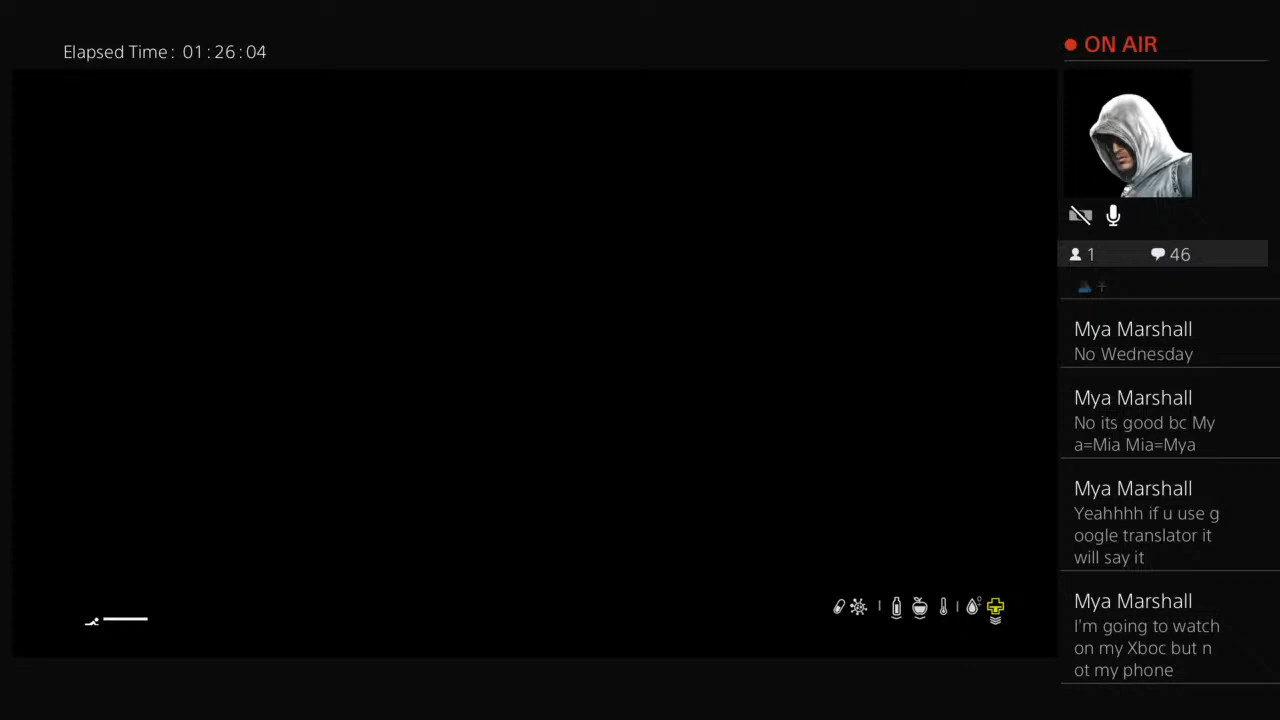 Elapsed Time: 01:26:04
ON AIR
1
46
Mya Marshall
No Wednesday
Mya Marshall
No its good bc My
a=Mia Mia=Mya
Mya Marshall
Yeahhhh if u use g
oogle translator it
will say it
Mya Marshall
I'm going to watch
on my Xboc but n
ot my phone